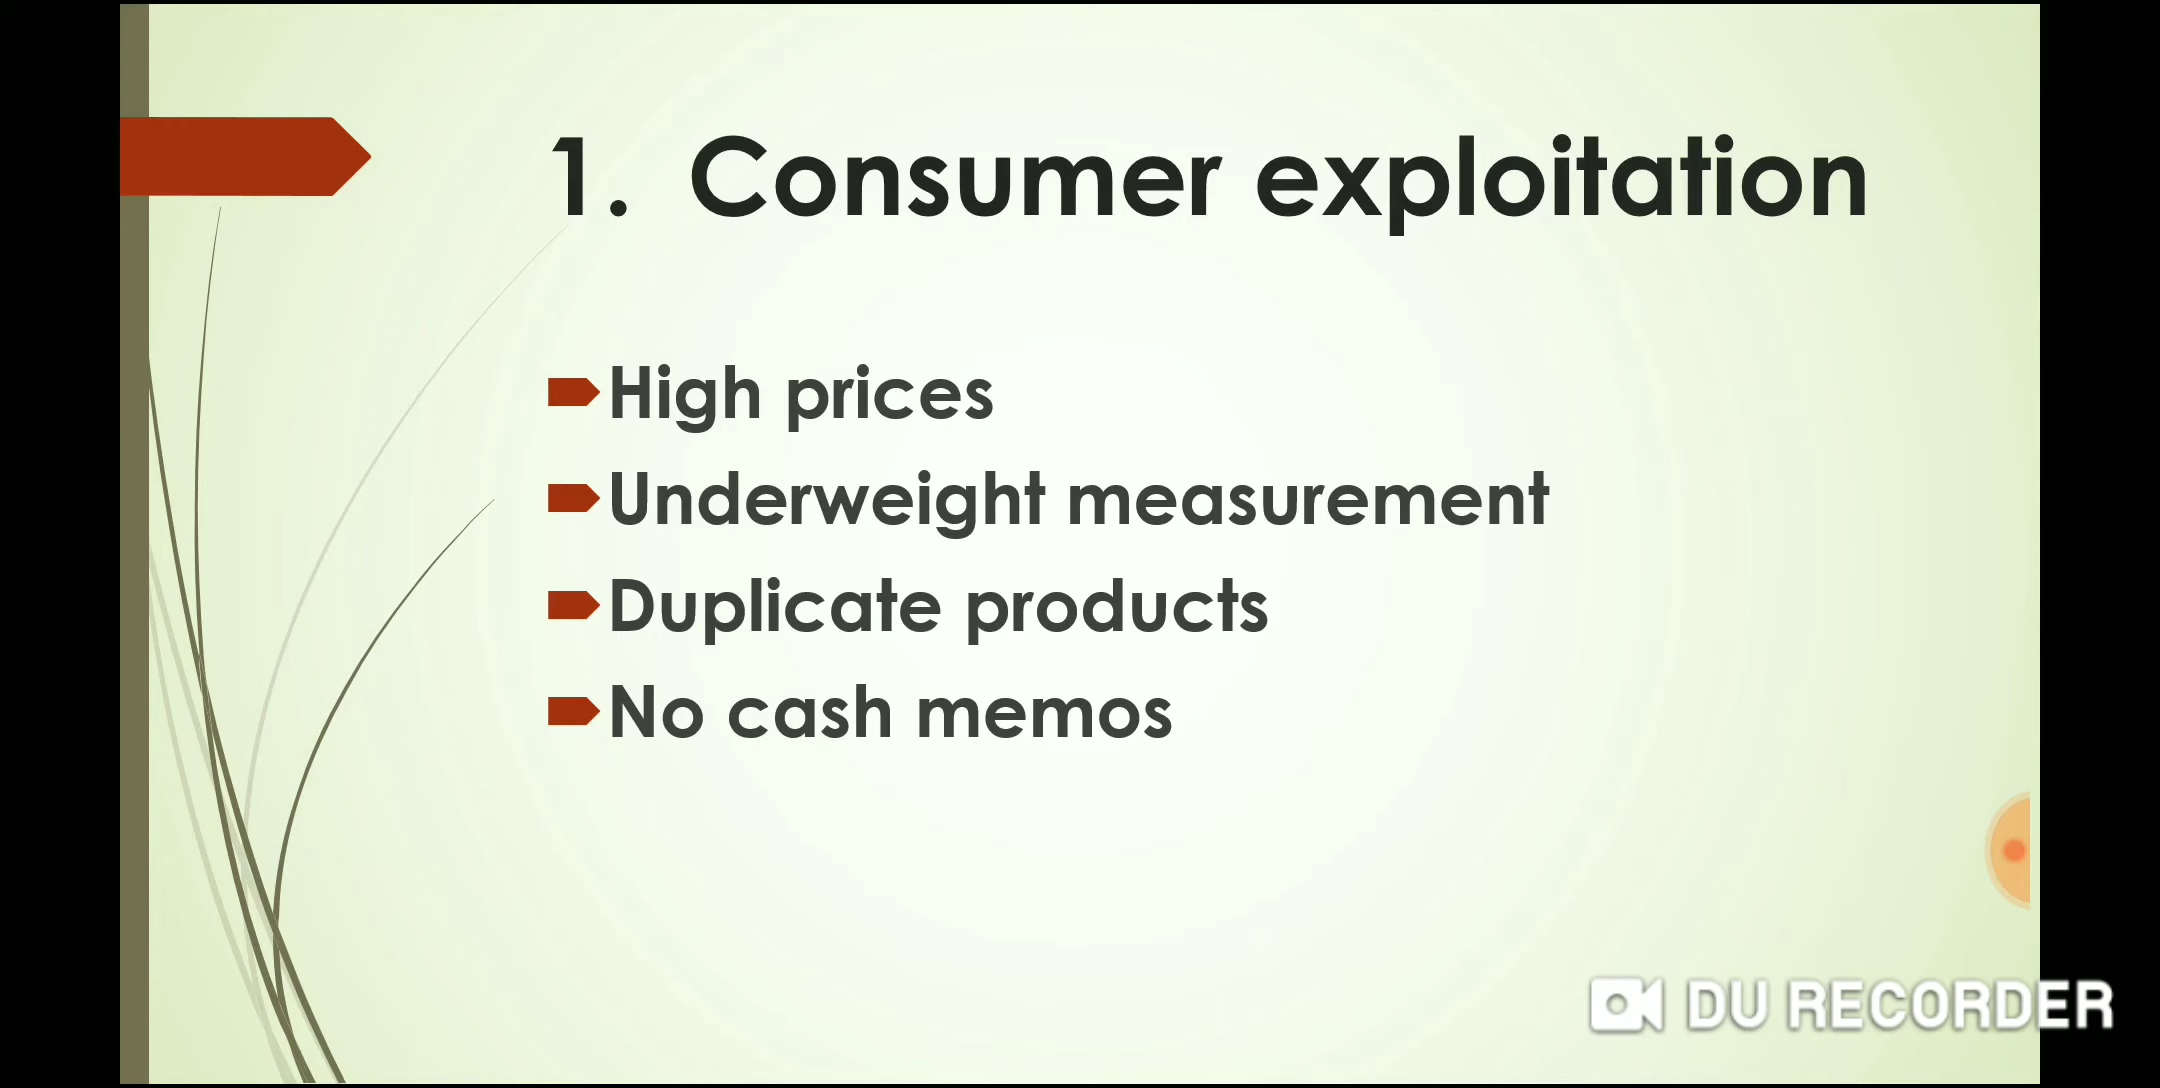 1. Consumer exploitation
High prices
Underweight measurement
Duplicate products
No cash memos
DU RECORDER